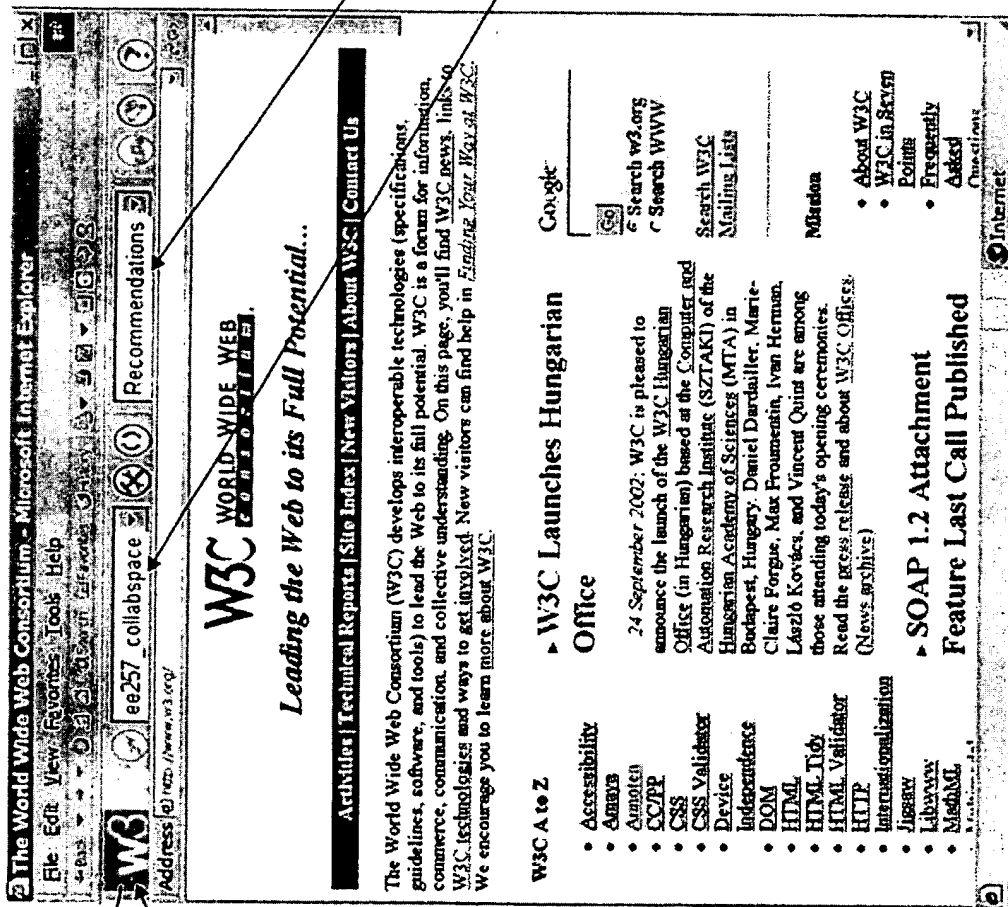 The World Wide Web Consortium - Microsoft Internet Explorer
File Edit View Favorites Tools Help
Back Search Favorites History
W3 ee257_collabspace Recommendations ?
Address http://www.w3.org/ Go
W3C WORLD WIDE WEB
consortium
Leading the Web to its Full Potential...
Activities | Technical Reports | Site Index | New Visitors | About W3C | Contact Us
The World Wide Web Consortium (W3C) develops interoperable technologies (specifications,
guidelines, software, and tools) to lead the Web to its full potential. W3C is a forum for information,
commerce, communication, and collective understanding. On this page, you'll find W3C news, links to
W3C technologies and ways to get involved. New visitors can find help in Finding Your Way at W3C.
We encourage you to learn more about W3C.
W3C A to Z
• Accessibility
• Amaya
• Annotea
• CC/PP
• CSS
• CSS Validator
• Device
Independence
• DOM
• HTML
• HTML Tidy
• HTML Validator
• HTTP
• Internationalization
• Jigsaw
• Libwww
• MathML
▸ W3C Launches Hungarian
Office
24 September 2002: W3C is pleased to
announce the launch of the W3C Hungarian
Office (in Hungarian) based at the Computer and
Automation Research Institute (SZTAKI) of the
Hungarian Academy of Sciences (MTA) in
Budapest, Hungary. Daniel Dardailler, Marie-
Claire Forgue, Max Froumentin, Ivan Herman,
László Kovács, and Vincent Quint are among
those attending today's opening ceremonies.
Read the press release and about W3C Offices.
(News archive)
▸ SOAP 1.2 Attachment
Feature Last Call Published
Google
Go
Search w3.org
Search WWW
Search W3C
Mailing Lists
Mission
• About W3C
• W3C in Seven
Points
• Frequently
Asked
Questions
Internet